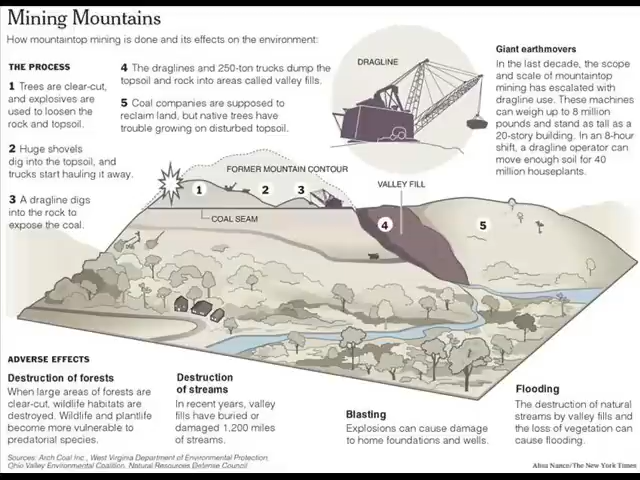 Mining Mountains
How mountaintop mining is done and its effects on the environment:
THE PROCESS
1 Trees are clear-cut,
and explosives are
used to loosen the
rock and topsoil.
2 Huge shovels
dig into the topsoil, and
trucks start hauling it away.
3 A dragline digs
into the rock to
expose the coal.
4 The draglines and 250-ton trucks dump the
topsoil and rock into areas called valley fills.
5 Coal companies are supposed to
reclaim land, but native trees have
trouble growing on disturbed topsoil.
DRAGLINE
Giant earthmovers
In the last decade, the scope
and scale of mountaintop
mining has escalated with
dragline use. These machines
can weigh up to 8 million
pounds and stand as tall as a
20-story building. In an 8-hour
shift, a dragline operator can
move enough soil for 40
million houseplants.
FORMER MOUNTAIN CONTOUR
VALLEY FILL
1
2
3
COAL SEAM
4
5
ADVERSE EFFECTS
Destruction of forests
When large areas of forests are
clear-cut, wildlife habitats are
destroyed. Wildlife and plantlife
become more vulnerable to
predatorial species.
Destruction
of streams
In recent years, valley
fills have buried or
damaged 1,200 miles
of streams.
Blasting
Explosions can cause damage
to home foundations and wells.
Flooding
The destruction of natural
streams by valley fills and
the loss of vegetation can
cause flooding.
Sources: Arch Coal Inc., West Virginia Department of Environmental Protection,
Ohio Valley Environmental Coalition, Natural Resources Defense Council
Ahna Nance/The New York Times